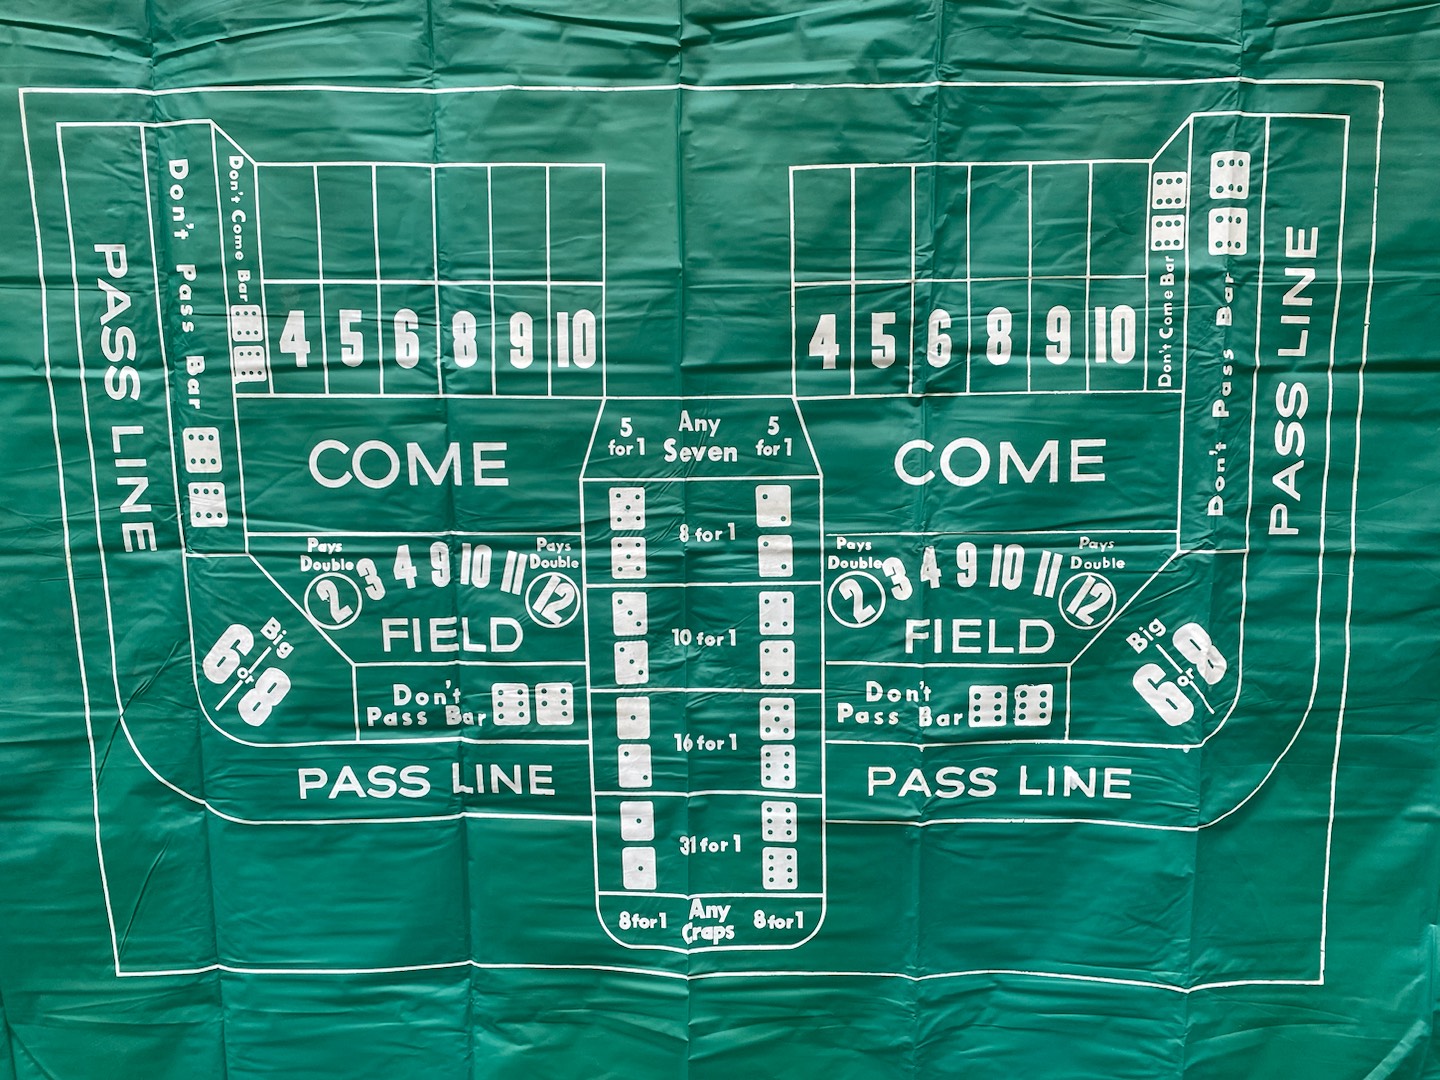 PASS LINE
Don't Pass Bar
Don't Come Bar
4 5 6 8 9 10
4 5 6 8 9 10
Don't Come Bar
Don't Pass Bar
PASS LINE
COME
5 for 1
Any Seven
5 for 1
COME
8 for 1
Pays Double
2 3 4 9 10 11 12
Pays Double
FIELD
Pays Double
2 3 4 9 10 11 12
Pays Double
FIELD
10 for 1
Big
6 or 8
Don't
Pass Bar
Don't
Pass Bar
Big
6 or 8
16 for 1
PASS LINE
PASS LINE
31 for 1
8 for 1
Any
Craps
8 for 1